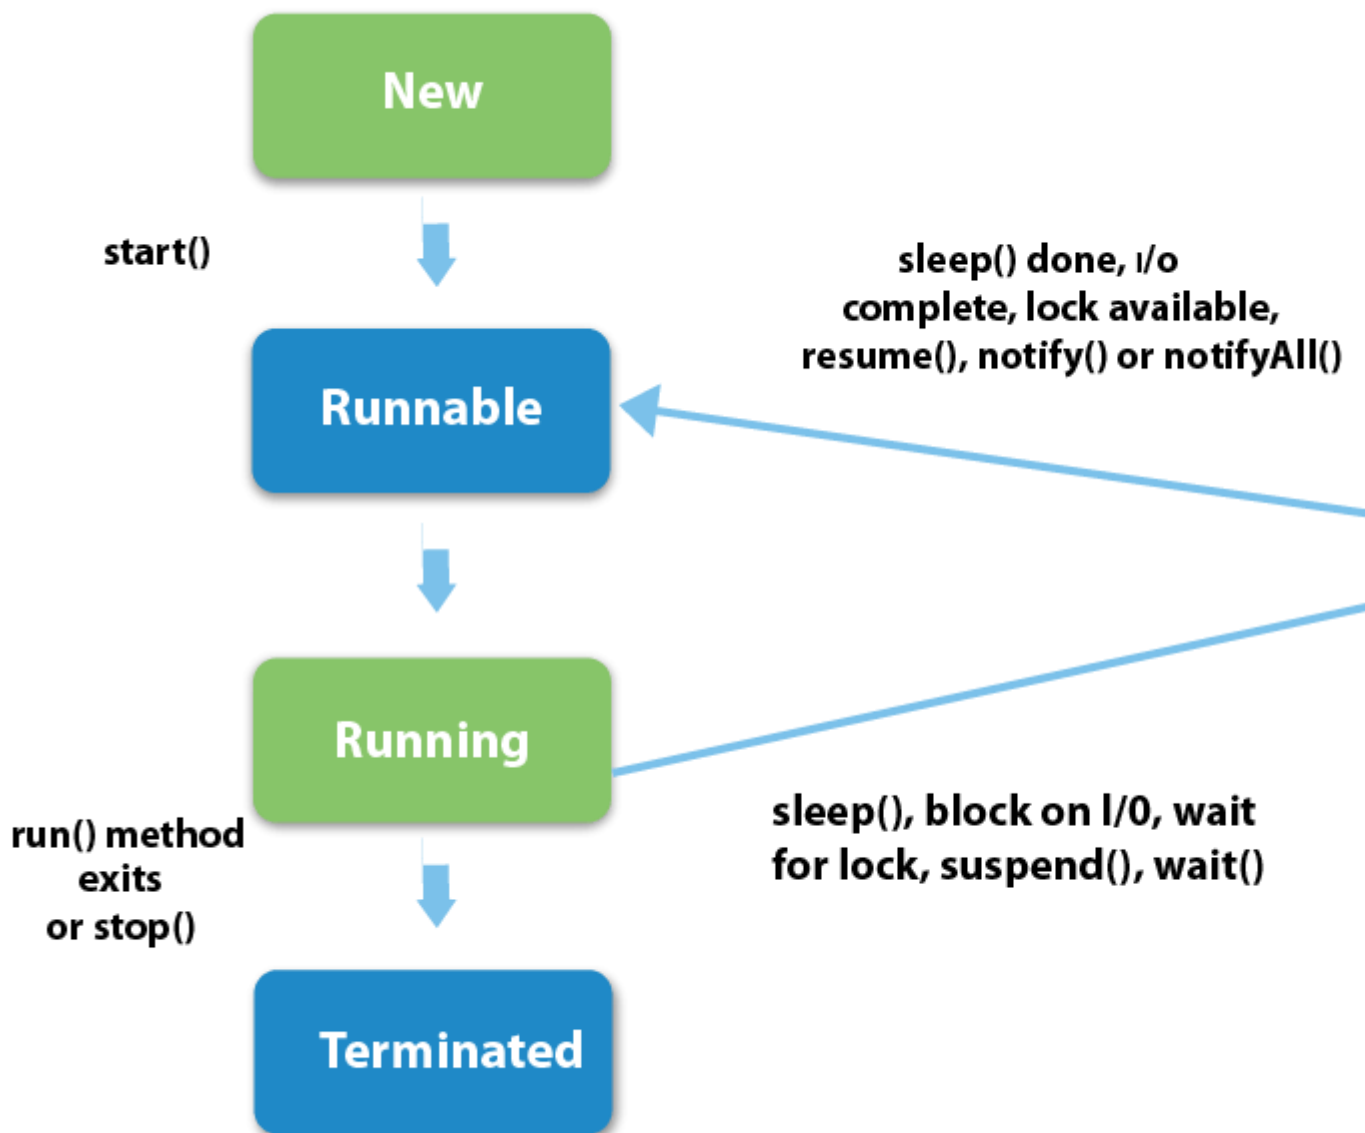 New
start()
sleep() done, I/o
complete, lock available,
resume(), notify() or notifyAll()
Runnable
Running
sleep(), block on l/0, wait
for lock, suspend(), wait()
run() method
exits
or stop()
Terminated